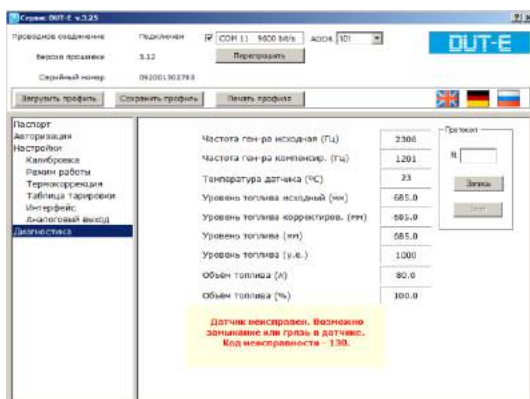 Сервис DUT-E v.3.25
Проводное соединение Подключен COM 11 9600 bit/s ADDR 101
Версия прошивки 3.12 Перепрошить
Серийный номер 092001302783
DUT-E
Загрузить профиль Сохранить профиль Печать профиля
Паспорт
Авторизация
Настройки
Калибровка
Режим работы
Термокоррекция
Таблица тарировки
Интерфейс
Аналоговый выход
Диагностика
Частота ген-ра исходная (Гц) 2306
Частота ген-ра компенсир. (Гц) 1201
Температура датчика (°C) 23
Уровень топлива исходный (мм) 685.0
Уровень топлива корректиров. (мм) 685.0
Уровень топлива (мм) 685.0
Уровень топлива (у.е.) 1000
Объем топлива (л) 80.0
Объем топлива (%) 100.0
Протокол
N
Запись
Датчик неисправен. Возможно
замыкание или грязь в датчике.
Код неисправности - 130.